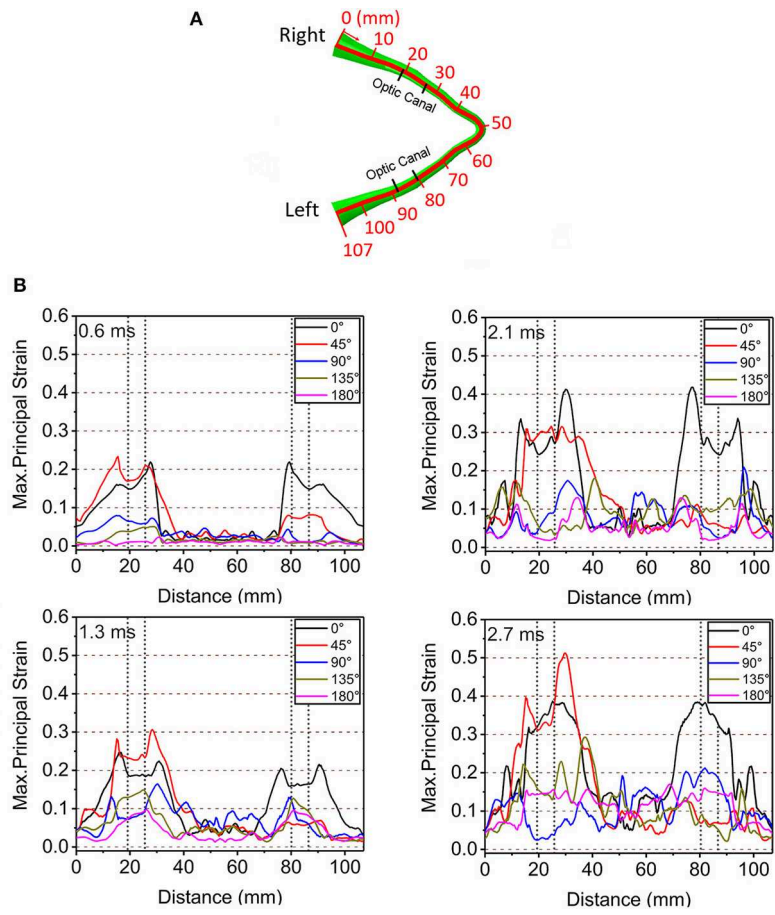 A
0 (mm)
Right
10
20
30
40
50
60
70
80
90
100
107
Optic Canal
Optic Canal
Left
B
0.6 ms
0°
45°
90°
135°
180°
Max.Principal Strain
0.6
0.5
0.4
0.3
0.2
0.1
0.0
0 20 40 60 80 100
Distance (mm)
2.1 ms
0°
45°
90°
135°
180°
Max.Principal Strain
0.6
0.5
0.4
0.3
0.2
0.1
0.0
0 20 40 60 80 100
Distance (mm)
1.3 ms
0°
45°
90°
135°
180°
Max.Principal Strain
0.6
0.5
0.4
0.3
0.2
0.1
0.0
0 20 40 60 80 100
Distance (mm)
2.7 ms
0°
45°
90°
135°
180°
Max.Principal Strain
0.6
0.5
0.4
0.3
0.2
0.1
0.0
0 20 40 60 80 100
Distance (mm)